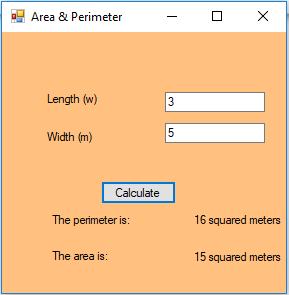 Area & Perimeter
Length (w) 3
Width (m) 5
Calculate
The perimeter is: 16 squared meters
The area is: 15 squared meters